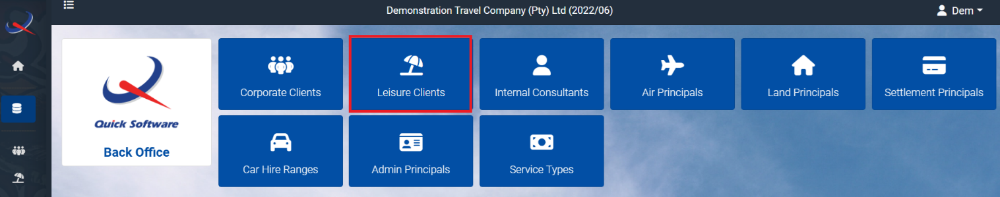 Demonstration Travel Company (Pty) Ltd (2022/06)
Dem
Quick Software
Back Office
Corporate Clients
Leisure Clients
Internal Consultants
Air Principals
Land Principals
Settlement Principals
Car Hire Ranges
Admin Principals
Service Types